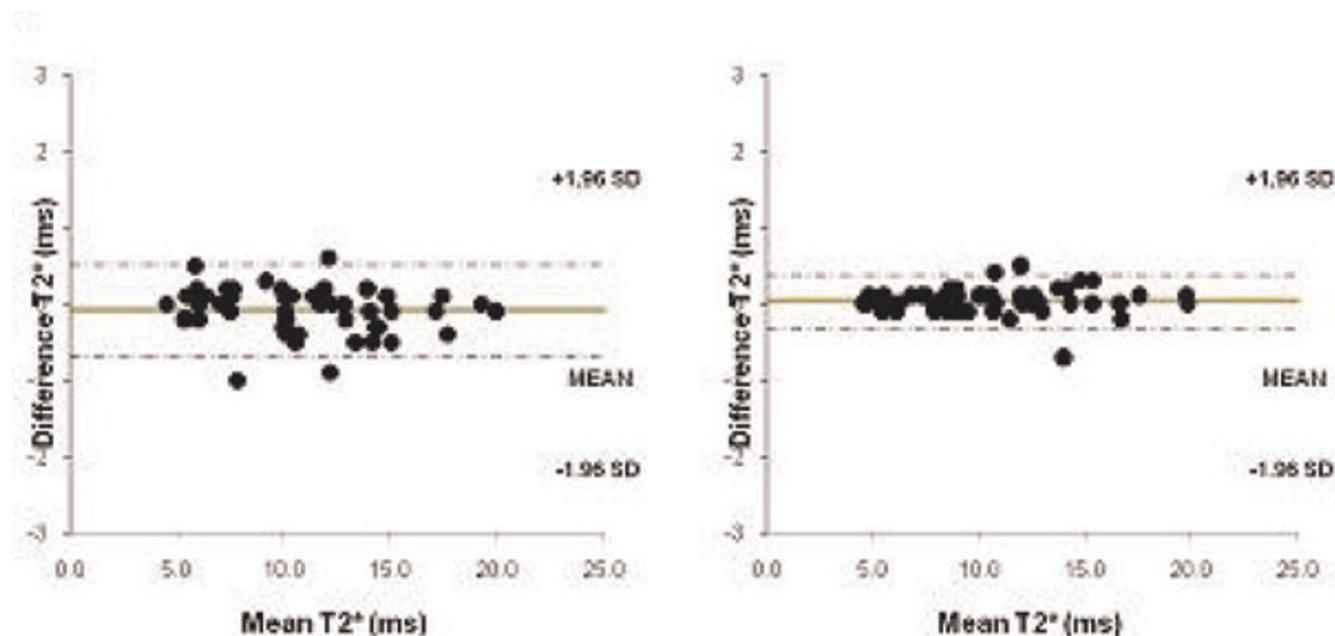 3
3
2
2
+1,96 SD
+1,96 SD
Difference T2* (ms)
Difference T2* (ms)
MEAN
MEAN
-1.96 SD
-1.96 SD
-3
-3
0.0 5.0 10.0 15.0 20.0 25.0
0.0 5.0 10.0 15.0 20.0 25.0
Mean T2* (ms)
Mean T2* (ms)